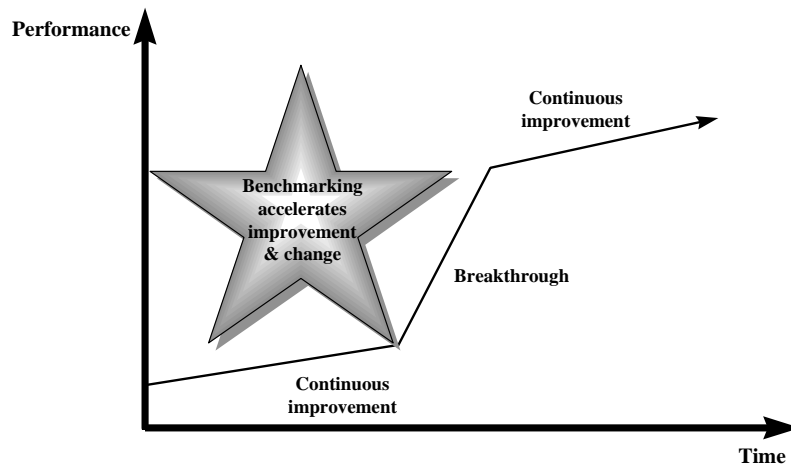 Performance
Continuous
improvement
Benchmarking
accelerates
improvement
& change
Breakthrough
Continuous
improvement
Time